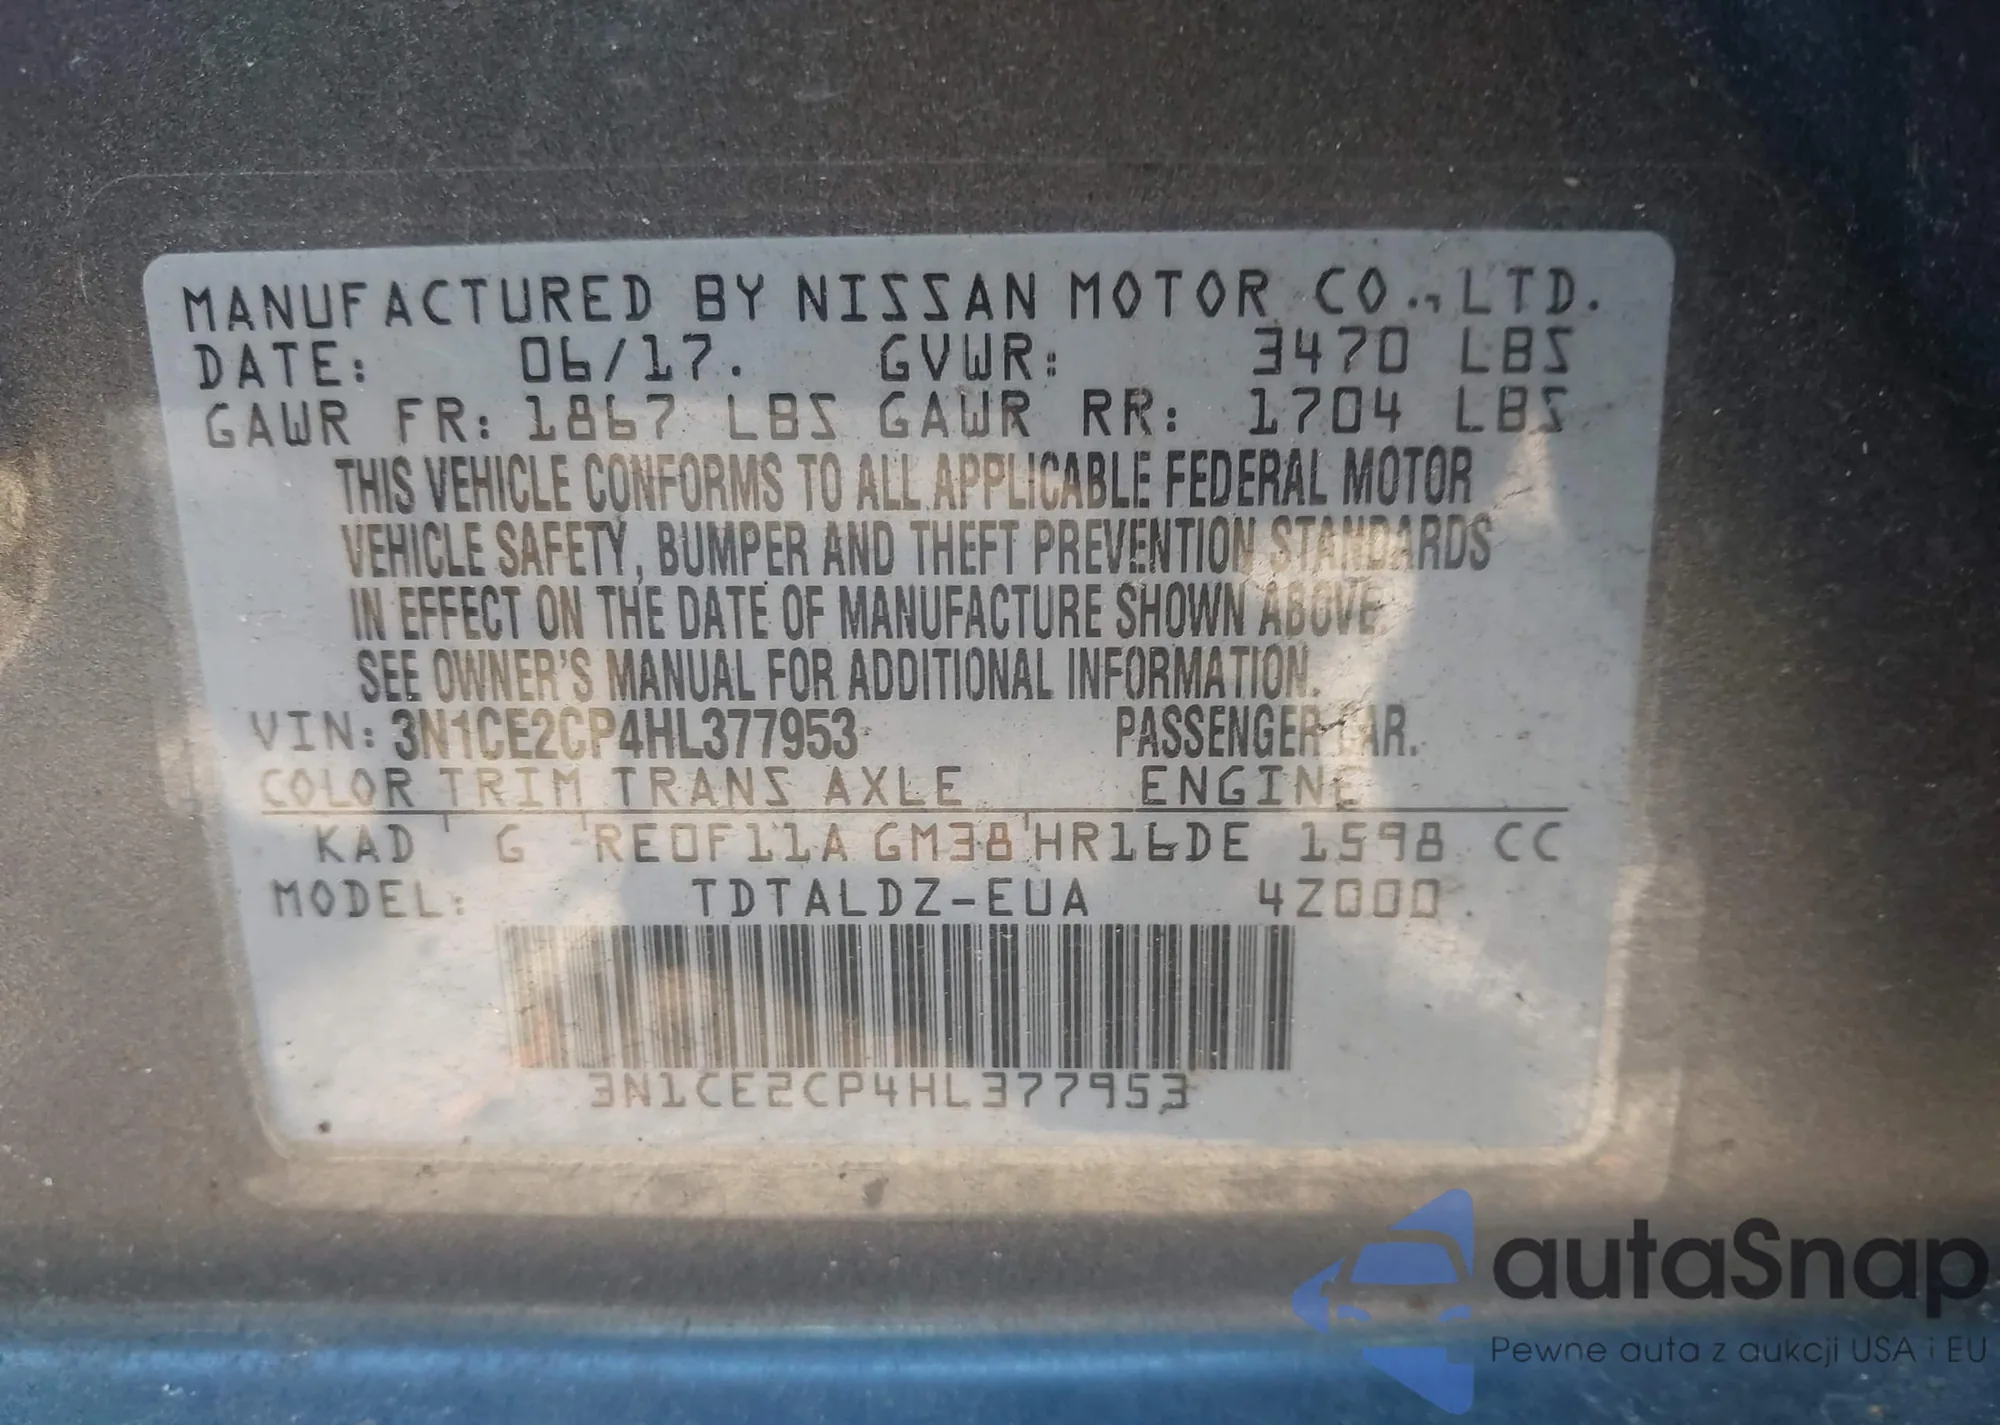 MANUFACTURED BY NISSAN MOTOR CO., LTD.
DATE: 06/17. GVWR: 3470 LBS
GAWR FR: 1867 LBS GAWR RR: 1704 LBS
THIS VEHICLE CONFORMS TO ALL APPLICABLE FEDERAL MOTOR
VEHICLE SAFETY, BUMPER AND THEFT PREVENTION STANDARDS
IN EFFECT ON THE DATE OF MANUFACTURE SHOWN ABOVE.
SEE OWNER'S MANUAL FOR ADDITIONAL INFORMATION.
VIN: 3N1CE2CP4HL377953 PASSENGER CAR.
COLOR TRIM TRANS AXLE ENGINE
KAD G RE0F11A GM38 HR16DE 1598 CC
MODEL: TDTALDZ-EUA 4Z000.
3N1CE2CP4HL377953
autaSnap
Pewne auta z aukcji USA i EU